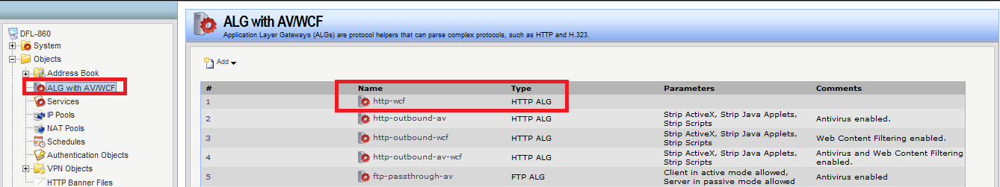 DFL-860
System
Objects
Address Book
ALG with AV/WCF
Services
IP Pools
NAT Pools
Schedules
Authentication Objects
VPN Objects
HTTP Banner Files
ALG with AV/WCF
Application Layer Gateways (ALGs) are protocol helpers that can parse complex protocols, such as HTTP and H.323.
Add
# Name Type Parameters Comments
1 http-wcf HTTP ALG
2 http-outbound-av HTTP ALG Strip ActiveX, Strip Java Applets, Antivirus enabled.
Strip Scripts
3 http-outbound-wcf HTTP ALG Strip ActiveX, Strip Java Applets, Web Content Filtering enabled.
Strip Scripts
4 http-outbound-av-wcf HTTP ALG Strip ActiveX, Strip Java Applets, Antivirus and Web Content Filtering
Strip Scripts enabled.
5 ftp-passthrough-av FTP ALG Client in active mode allowed, Antivirus enabled
Server in passive mode allowed